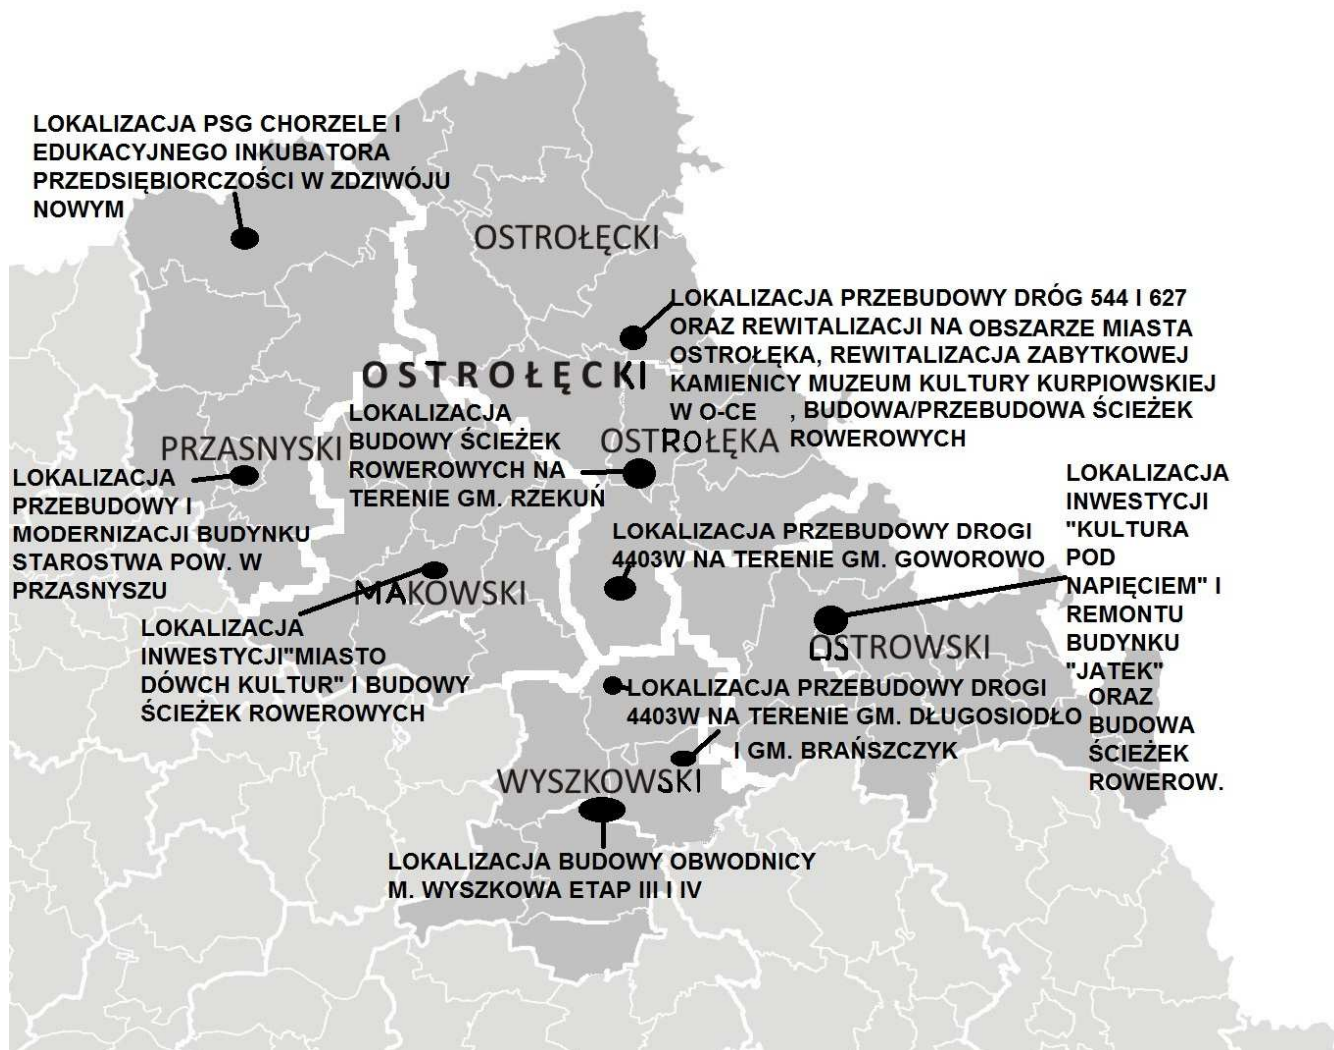 LOKALIZACJA PSG CHORZELE I
EDUKACYJNEGO INKUBATORA
PRZEDSIĘBIORCZOŚCI W ZDZIWÓJU
NOWYM
OSTROŁĘCKI
LOKALIZACJA PRZEBUDOWY DRÓG 544 I 627
ORAZ REWITALIZACJI NA OBSZARZE MIASTA
OSTROŁĘKA, REWITALIZACJA ZABYTKOWEJ
KAMIENICY MUZEUM KULTURY KURPIOWSKIEJ
W O-CE , BUDOWA/PRZEBUDOWA ŚCIEŻEK
ROWEROWYCH
OSTROŁĘCKI
LOKALIZACJA
BUDOWY ŚCIEŻEK
ROWEROWYCH NA
TERENIE GM. RZEKUŃ
OSTROŁĘKA
PRZASNYSKI
LOKALIZACJA
PRZEBUDOWY I
MODERNIZACJI BUDYNKU
STAROSTWA POW. W
PRZASNYSZU
LOKALIZACJA
INWESTYCJI
"KULTURA
POD
NAPIĘCIEM" I
REMONTU
BUDYNKU
"JATEK"
ORAZ
BUDOWA
ŚCIEŻEK
ROWEROW.
LOKALIZACJA PRZEBUDOWY DROGI
4403W NA TERENIE GM. GOWOROWO
MAKOWSKI
LOKALIZACJA
INWESTYCJI"MIASTO
DÓWCH KULTUR" I BUDOWY
ŚCIEŻEK ROWEROWYCH
OSTROWSKI
LOKALIZACJA PRZEBUDOWY DROGI
4403W NA TERENIE GM. DŁUGOSIODŁO
I GM. BRAŃSZCZYK
WYSZKOWSKI
LOKALIZACJA BUDOWY OBWODNICY
M. WYSZKOWA ETAP III I IV